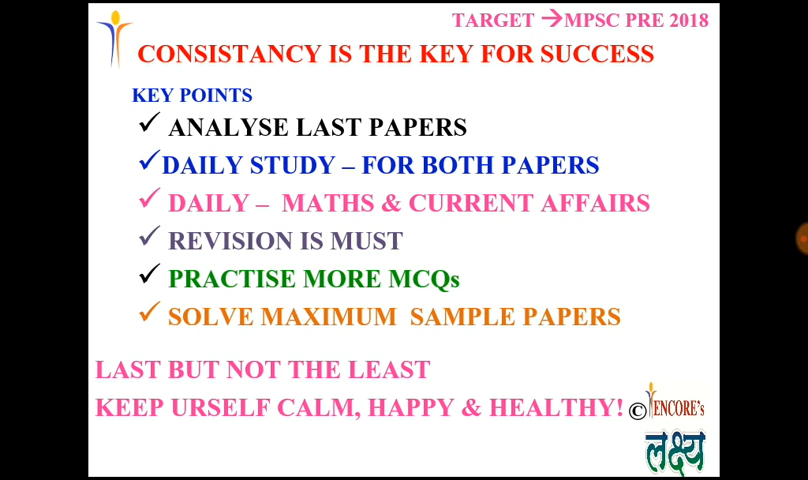 TARGET →MPSC PRE 2018
CONSISTANCY IS THE KEY FOR SUCCESS
KEY POINTS
✓ ANALYSE LAST PAPERS
✓DAILY STUDY – FOR BOTH PAPERS
✓ DAILY – MATHS & CURRENT AFFAIRS
✓ REVISION IS MUST
✓ PRACTISE MORE MCQs
✓ SOLVE MAXIMUM SAMPLE PAPERS
LAST BUT NOT THE LEAST
KEEP URSELF CALM, HAPPY & HEALTHY!
© ENCORE's
लक्ष्य